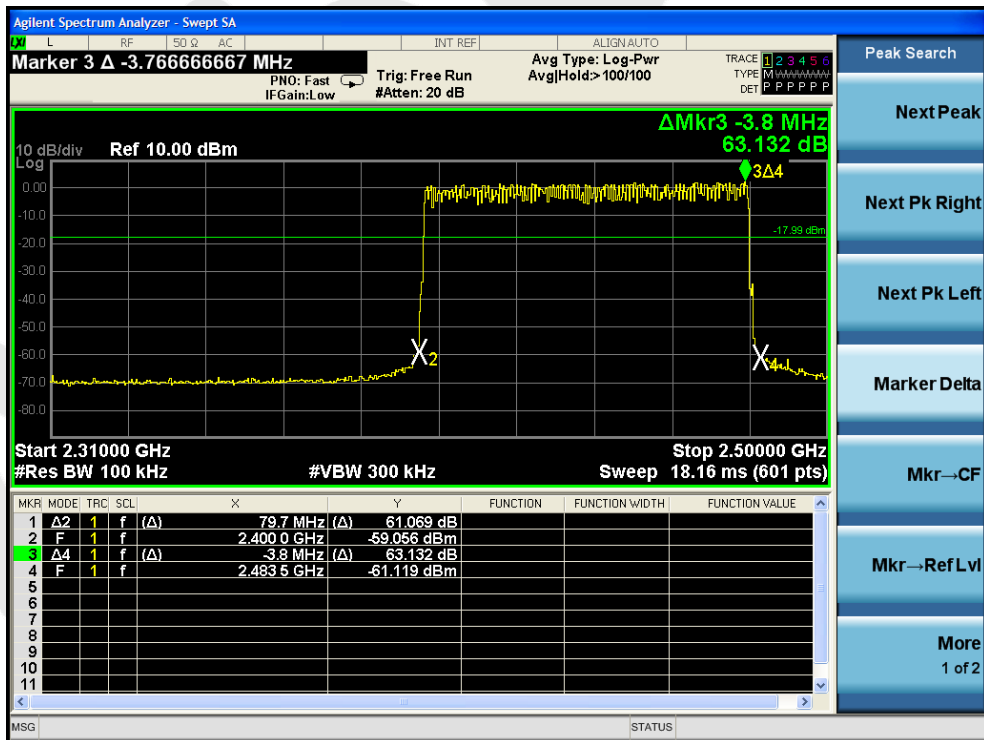 Agilent Spectrum Analyzer - Swept SA
LXI L RF 50 Ω AC INT REF ALIGNAUTO
Marker 3 Δ -3.766666667 MHz
PNO: Fast
IFGain:Low
Trig: Free Run
#Atten: 20 dB
Avg Type: Log-Pwr
Avg|Hold:> 100/100
TRACE 1 2 3 4 5 6
TYPE M
DET P P P P P P
Peak Search
Next Peak
Next Pk Right
Next Pk Left
Marker Delta
Mkr→CF
Mkr→Ref Lvl
More
1 of 2
ΔMkr3 -3.8 MHz
63.132 dB
10 dB/div Ref 10.00 dBm
Log
0.00
-10.0
-20.0
-30.0
-40.0
-50.0
-60.0
-70.0
-80.0
3Δ4
-17.99 dBm
2
4
Start 2.31000 GHz Stop 2.50000 GHz
#Res BW 100 kHz #VBW 300 kHz Sweep 18.16 ms (601 pts)
MKR MODE TRC SCL X Y FUNCTION FUNCTION WIDTH FUNCTION VALUE
1 Δ2 1 f (Δ) 79.7 MHz (Δ) 61.069 dB
2 F 1 f 2.400 0 GHz -59.056 dBm
3 Δ4 1 f (Δ) -3.8 MHz (Δ) 63.132 dB
4 F 1 f 2.483 5 GHz -61.119 dBm
5
6
7
8
9
10
11
MSG STATUS